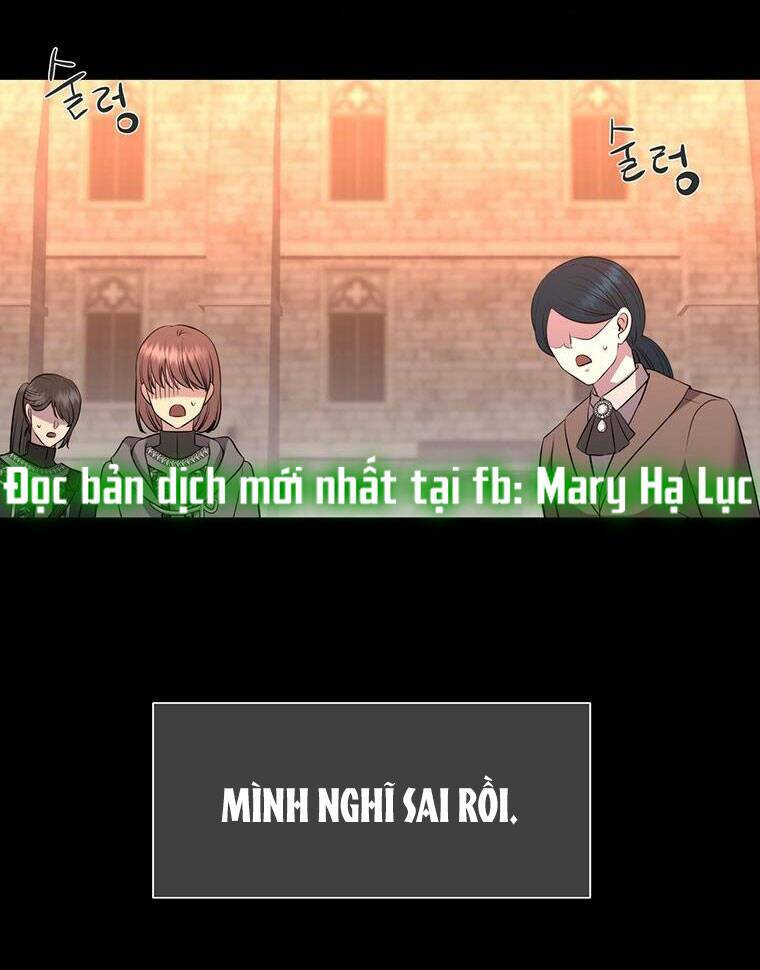 술렁
술렁
Đọc bản dịch mới nhất tại fb: Mary Hạ Lục
MÌNH NGHĨ SAI RỒI.